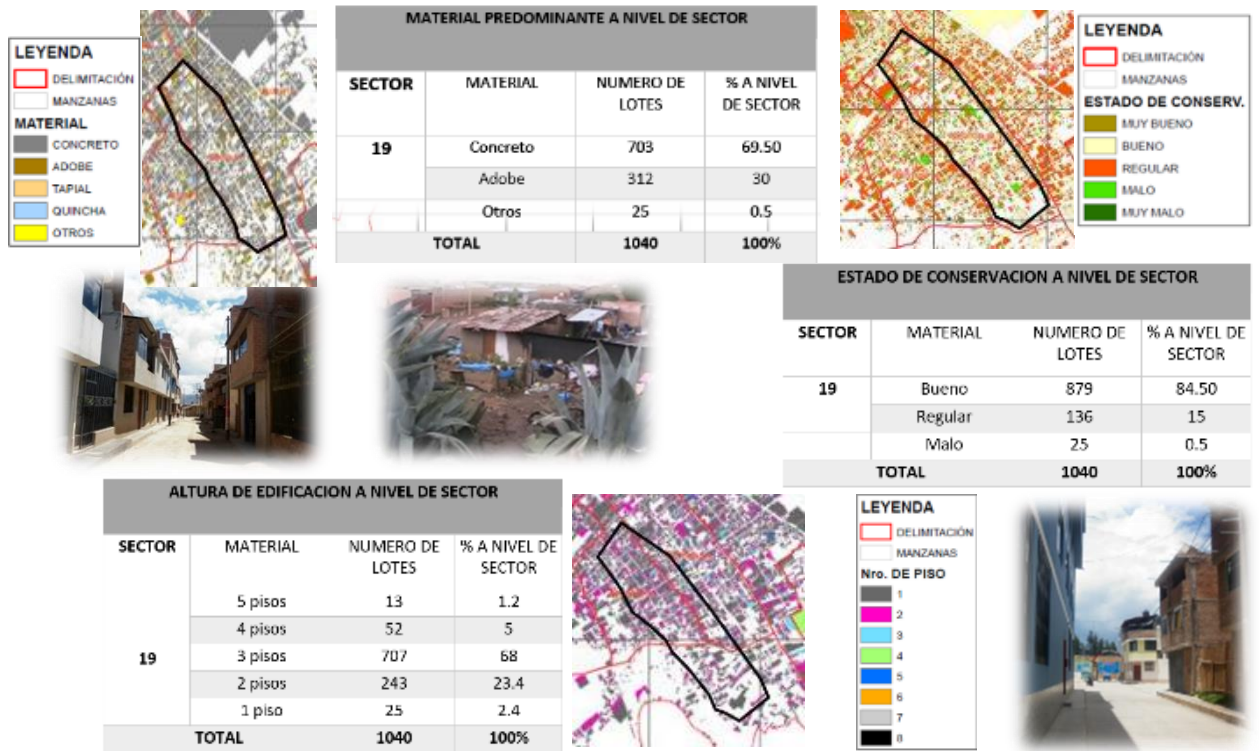 LEYENDA
DELIMITACIÓN
MANZANAS
MATERIAL
CONCRETO
ADOBE
TAPIAL
QUINCHA
OTROS
MATERIAL PREDOMINANTE A NIVEL DE SECTOR
SECTOR MATERIAL NUMERO DE LOTES % A NIVEL DE SECTOR
19 Concreto 703 69.50
Adobe 312 30
Otros 25 0.5
TOTAL 1040 100%
LEYENDA
DELIMITACIÓN
MANZANAS
ESTADO DE CONSERV.
MUY BUENO
BUENO
REGULAR
MALO
MUY MALO
ESTADO DE CONSERVACION A NIVEL DE SECTOR
SECTOR MATERIAL NUMERO DE LOTES % A NIVEL DE SECTOR
19 Bueno 879 84.50
Regular 136 15
Malo 25 0.5
TOTAL 1040 100%
ALTURA DE EDIFICACION A NIVEL DE SECTOR
SECTOR MATERIAL NUMERO DE LOTES % A NIVEL DE SECTOR
5 pisos 13 1.2
4 pisos 52 5
19 3 pisos 707 68
2 pisos 243 23.4
1 piso 25 2.4
TOTAL 1040 100%
LEYENDA
DELIMITACIÓN
MANZANAS
Nro. DE PISO
1
2
3
4
5
6
7
8